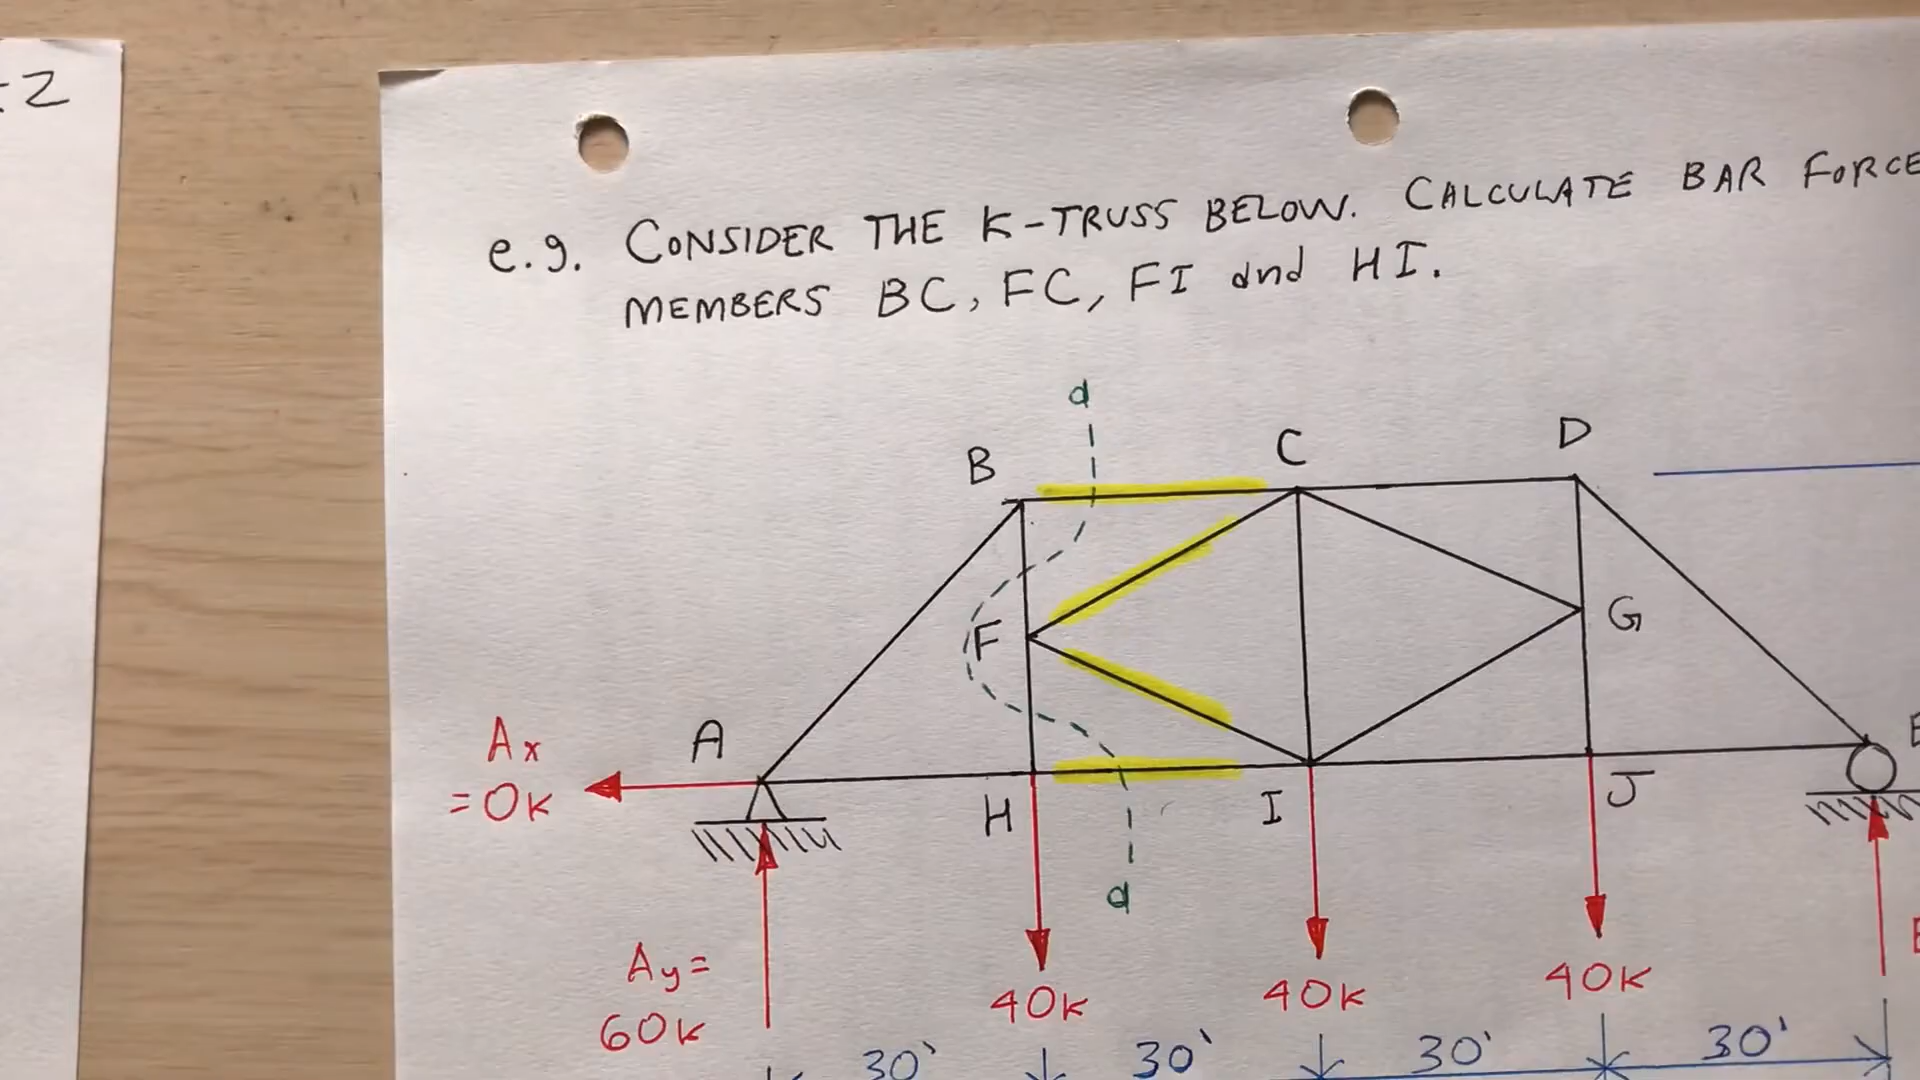 =2
e.g. CONSIDER THE K-TRUSS BELOW. CALCULATE BAR FORCE
MEMBERS BC, FC, FI and HI.
a
B
C
D
F
G
A
Ax
=0K
H
I
J
E
a
Ay=
60K
40K
40K
40K
30'
30'
30'
30'